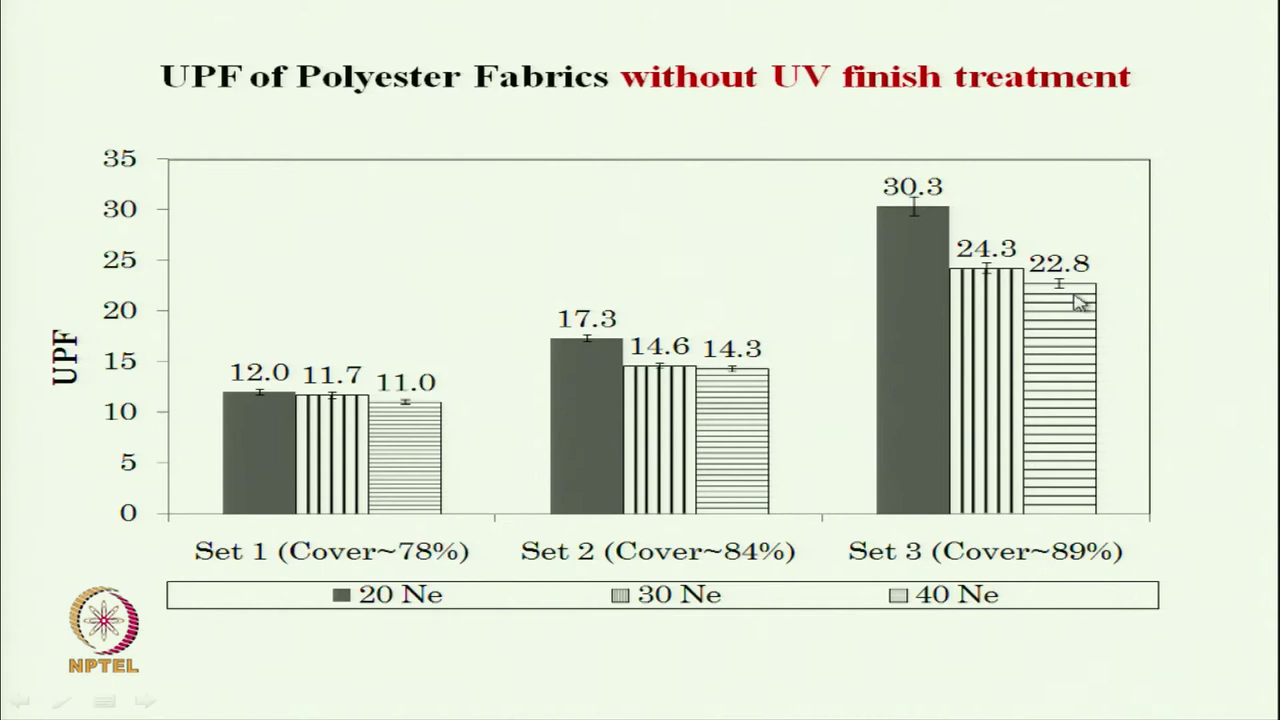 UPF of Polyester Fabrics without UV finish treatment
35
30
25
20
15
10
5
0
UPF
12.0 11.7 11.0
17.3 14.6 14.3
30.3 24.3 22.8
Set 1 (Cover~78%) Set 2 (Cover~84%) Set 3 (Cover~89%)
20 Ne 30 Ne 40 Ne
NPTEL